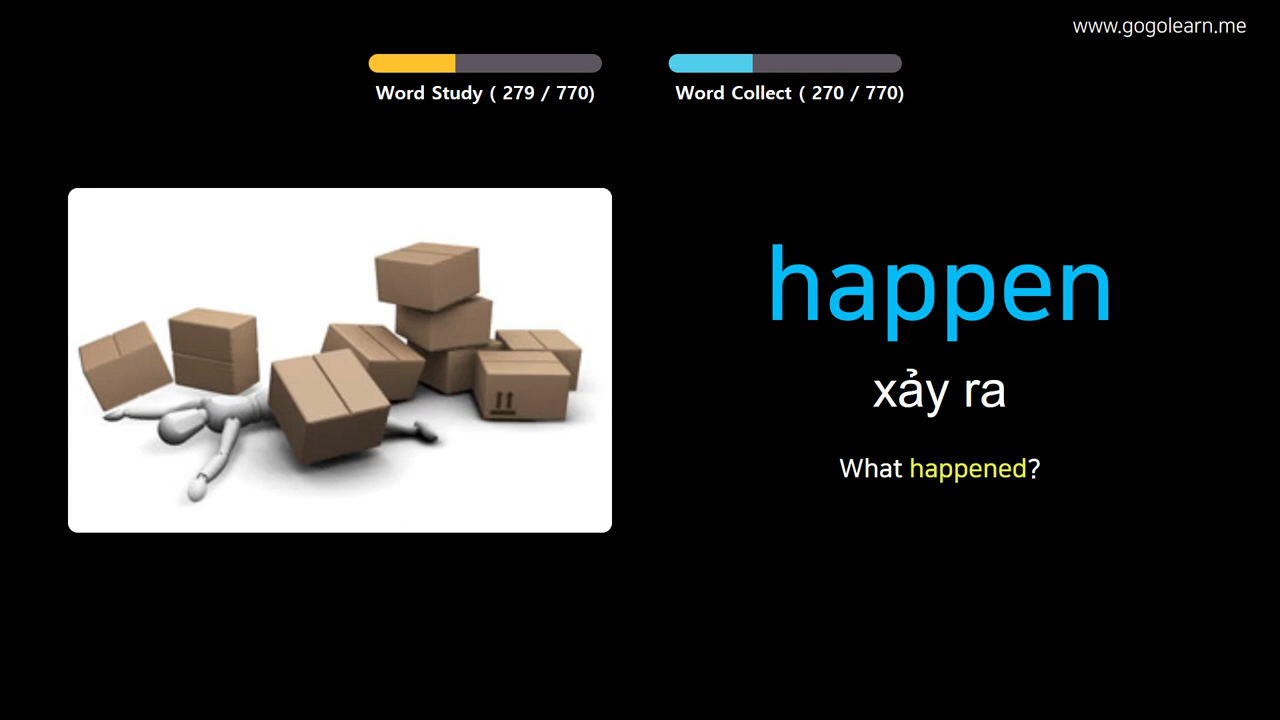 www.gogolearn.me
Word Study ( 279 / 770)
Word Collect ( 270 / 770)
happen
xảy ra
What happened?